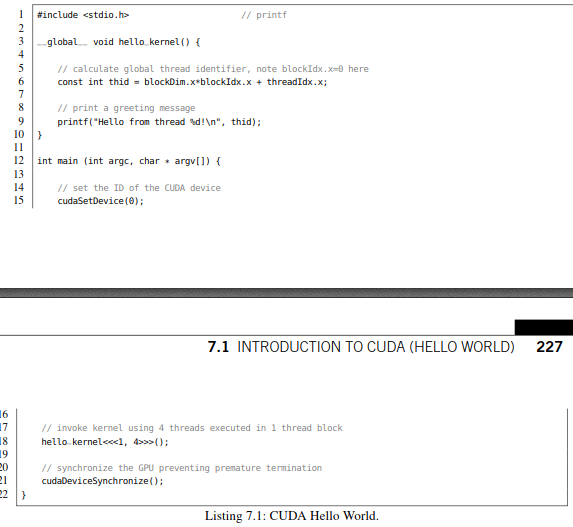 1 #include <stdio.h> // printf
2
3 __global__ void hello_kernel() {
4
5 // calculate global thread identifier, note blockIdx.x=0 here
6 const int thid = blockDim.x*blockIdx.x + threadIdx.x;
7
8 // print a greeting message
9 printf("Hello from thread %d!\n", thid);
10 }
11
12 int main (int argc, char * argv[]) {
13
14 // set the ID of the CUDA device
15 cudaSetDevice(0);
7.1 INTRODUCTION TO CUDA (HELLO WORLD) 227
16
17 // invoke kernel using 4 threads executed in 1 thread block
18 hello_kernel<<<1, 4>>>();
19
20 // synchronize the GPU preventing premature termination
21 cudaDeviceSynchronize();
22 }
Listing 7.1: CUDA Hello World.